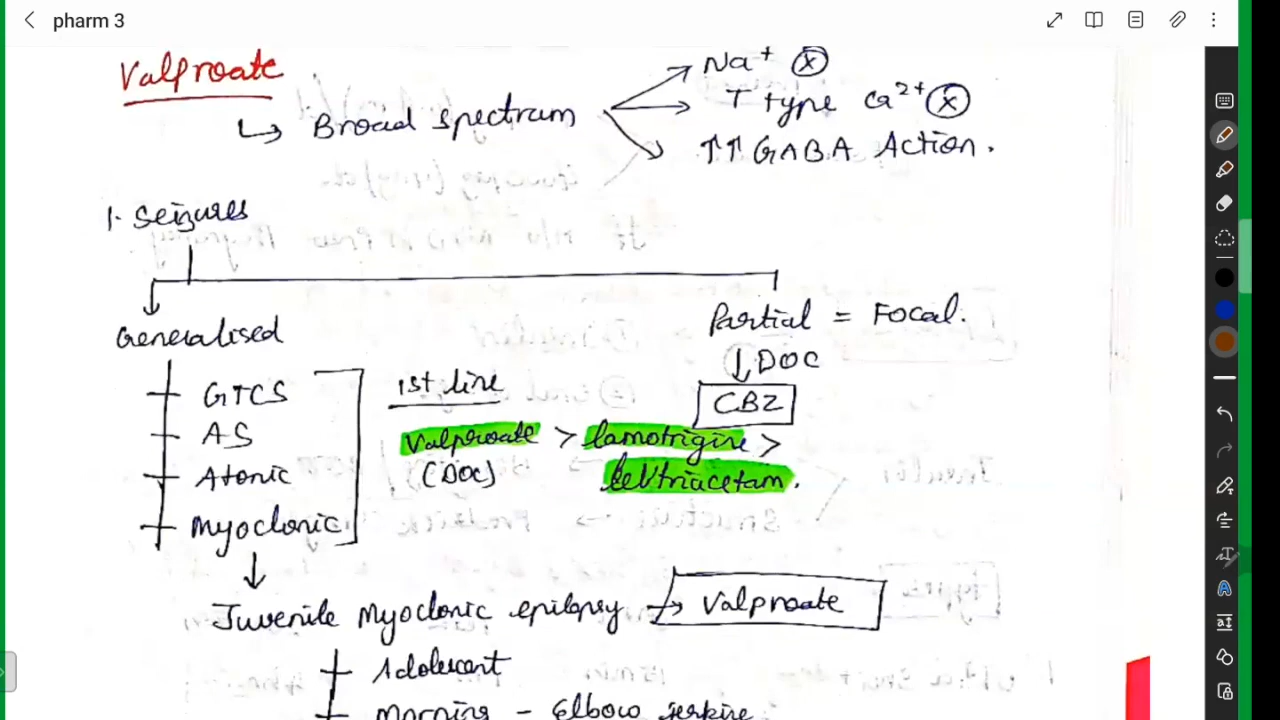 pharm 3
Valproate
↳ Broad spectrum
Na⁺ ⓧ
T type Ca²⁺ ⓧ
↑↑ GABA Action.
1. Seizures
Generalised
Partial = Focal.
↓ DOC
CBZ
GTCS
AS
Atonic
Myoclonic
1st line
Valproate > lamotrigine >
(DOC)
levtriacetam.
Juvenile Myoclonic epilepsy → Valproate
Adolescent
Morning - Elbow jerking